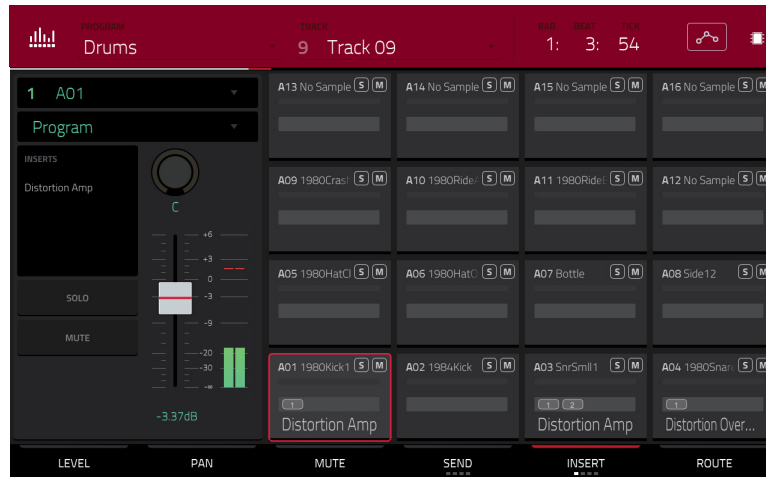 PROGRAM
Drums
TRACK
9 Track 09
BAR BEAT TICK
1: 3: 54
1 A01
Program
INSERTS
Distortion Amp
C
+6
+3
0
-3
-9
-20
-30
-∞
-3.37dB
SOLO
MUTE
A13 No Sample S M
A14 No Sample S M
A15 No Sample S M
A16 No Sample S M
A09 1980Cras S M
A10 1980Ride S M
A11 1980Ride S M
A12 No Sample S M
A05 1980HatCl S M
A06 1980HatO S M
A07 Bottle S M
A08 Side12 S M
A01 1980Kick1 S M
1
Distortion Amp
A02 1984Kick S M
A03 SnrSmll1 S M
1 2
Distortion Amp
A04 1980Snar S M
1
Distortion Over...
LEVEL
PAN
MUTE
SEND
INSERT
ROUTE